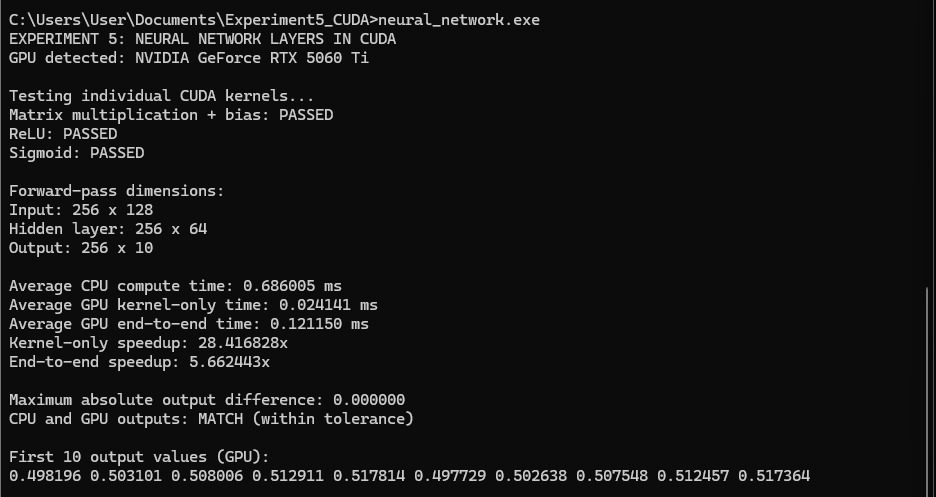 C:\Users\User\Documents\Experiment5_CUDA>neural_network.exe
EXPERIMENT 5: NEURAL NETWORK LAYERS IN CUDA
GPU detected: NVIDIA GeForce RTX 5060 Ti
Testing individual CUDA kernels...
Matrix multiplication + bias: PASSED
ReLU: PASSED
Sigmoid: PASSED
Forward-pass dimensions:
Input: 256 x 128
Hidden layer: 256 x 64
Output: 256 x 10
Average CPU compute time: 0.686005 ms
Average GPU kernel-only time: 0.024141 ms
Average GPU end-to-end time: 0.121150 ms
Kernel-only speedup: 28.416828x
End-to-end speedup: 5.662443x
Maximum absolute output difference: 0.000000
CPU and GPU outputs: MATCH (within tolerance)
First 10 output values (GPU):
0.498196 0.503101 0.508006 0.512911 0.517814 0.497729 0.502638 0.507548 0.512457 0.517364